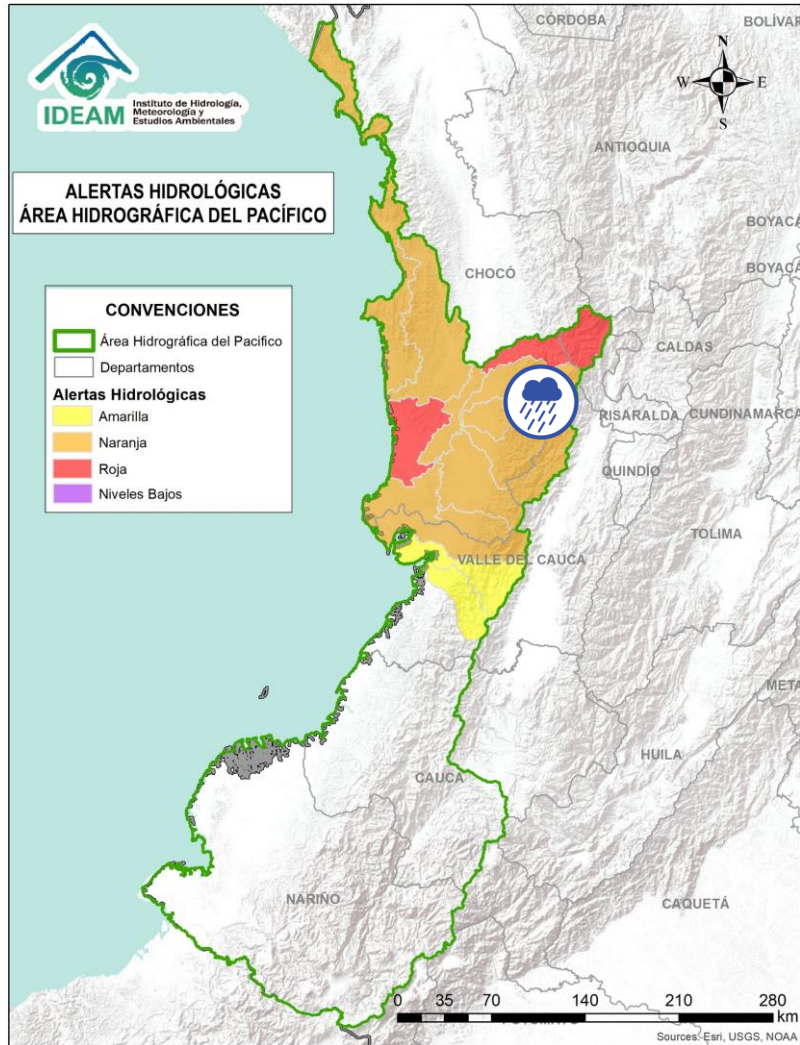 CÓRDOBA
BOLÍVAR
N
W
E
S
IDEAM
Instituto de Hidrología,
Meteorología y
Estudios Ambientales
ANTIOQUIA
ALERTAS HIDROLÓGICAS
ÁREA HIDROGRÁFICA DEL PACÍFICO
BOYACÁ
BOYACÁ
CHOCÓ
CONVENCIONES
Área Hidrográfica del Pacifico
Departamentos
Alertas Hidrológicas
Amarilla
Naranja
Roja
Niveles Bajos
CALDAS
RISARALDA
CUNDINAMARCA
QUINDÍO
TOLIMA
VALLE DEL CAUCA
META
HUILA
CAUCA
NARIÑO
CAQUETÁ
0 35 70 140 210 280
km
Sources: Esri, USGS, NOAA